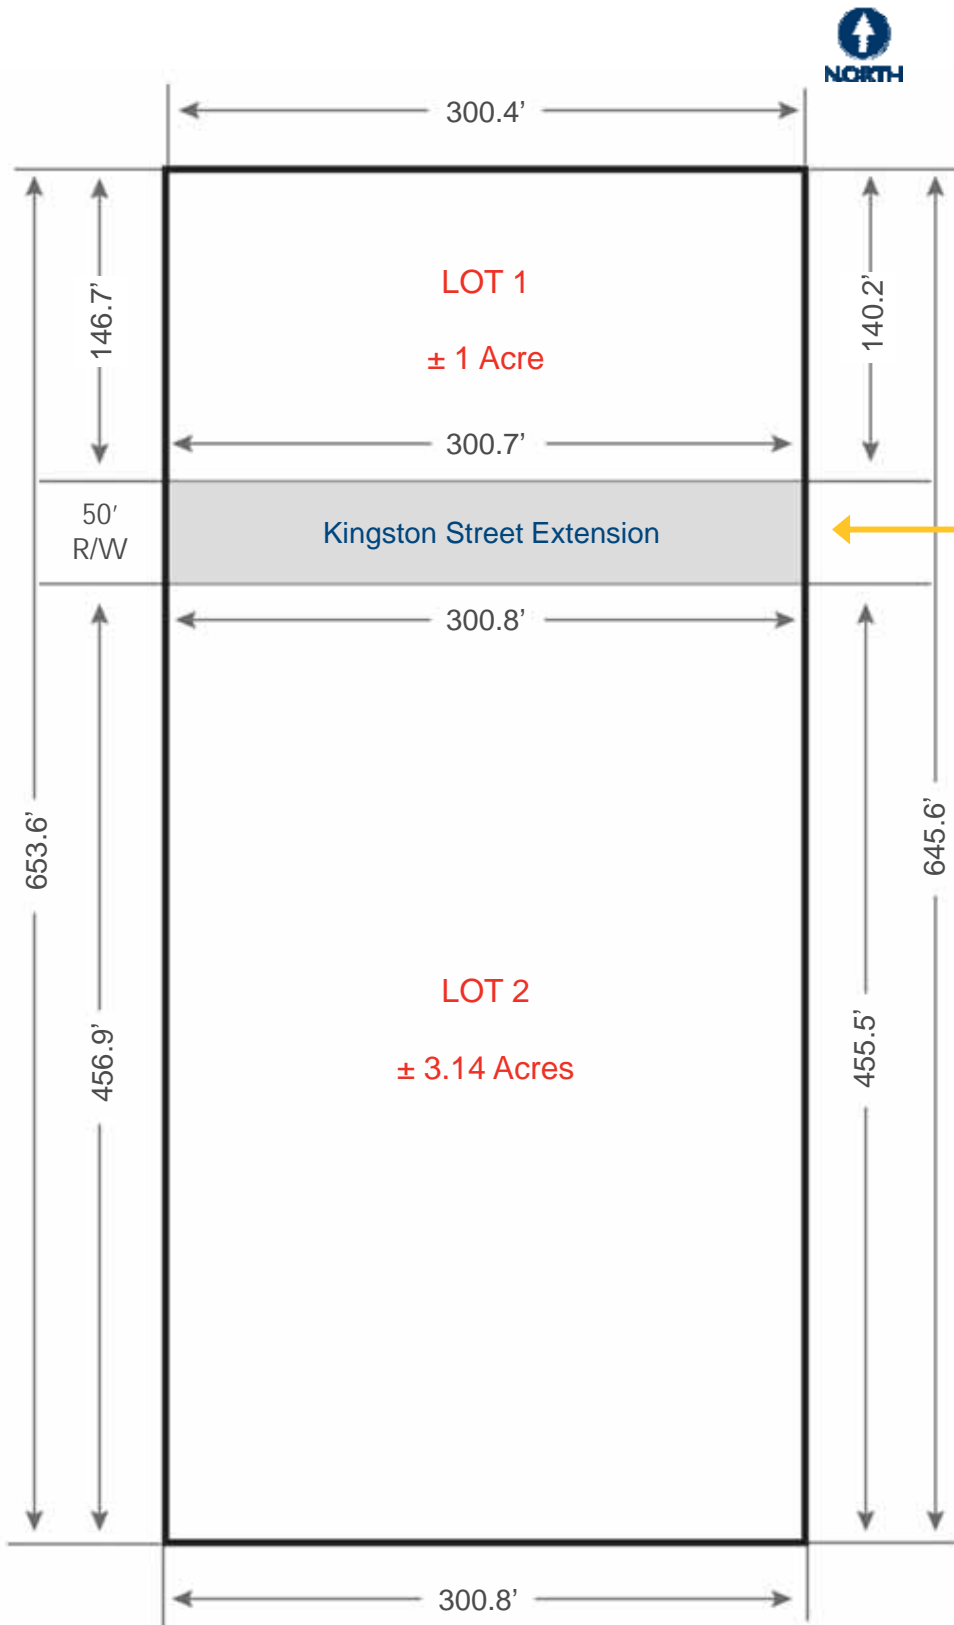 NORTH
300.4’
146.7’
140.2’
LOT 1
± 1 Acre
300.7’
50’
R/W
Kingston Street Extension
300.8’
653.6’
645.6’
456.9’
455.5’
LOT 2
± 3.14 Acres
300.8’